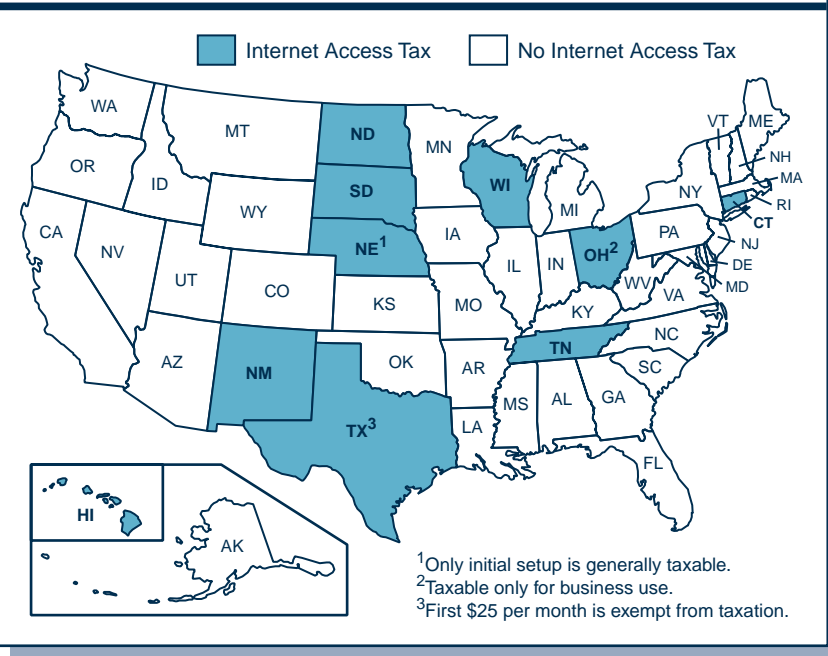 Internet Access Tax No Internet Access Tax
WA
MT
ND
MN
VT
ME
OR
ID
SD
WI
NH
MA
WY
MI
NY
RI
CT
CA
NV
NE1
IA
PA
NJ
UT
CO
IL
IN
OH2
WV
DE
MD
KS
MO
KY
VA
AZ
NM
OK
AR
TN
NC
SC
TX3
LA
MS
AL
GA
FL
HI
AK
1Only initial setup is generally taxable.
2Taxable only for business use.
3First $25 per month is exempt from taxation.